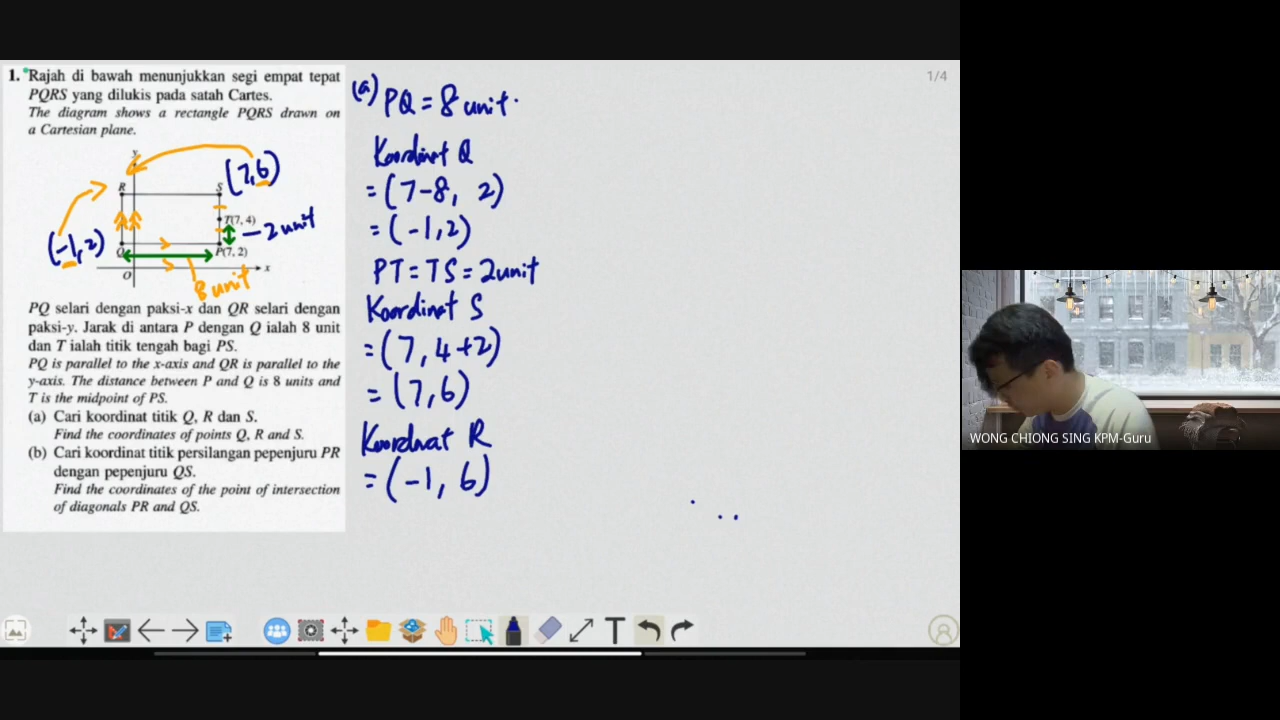 1. Rajah di bawah menunjukkan segi empat tepat
PQRS yang dilukis pada satah Cartes.
The diagram shows a rectangle PQRS drawn on
a Cartesian plane.
y
(7,6)
R
S
T(7, 4)
2 unit
(-1,2)
Q
P(7, 2)
O
x
8 unit
PQ selari dengan paksi-x dan QR selari dengan
paksi-y. Jarak di antara P dengan Q ialah 8 unit
dan T ialah titik tengah bagi PS.
PQ is parallel to the x-axis and QR is parallel to the
y-axis. The distance between P and Q is 8 units and
T is the midpoint of PS.
(a) Cari koordinat titik Q, R dan S.
Find the coordinates of points Q, R and S.
(b) Cari koordinat titik persilangan pepenjuru PR
dengan pepenjuru QS.
Find the coordinates of the point of intersection
of diagonals PR and QS.
(a) PQ = 8 unit.
Koordinat Q
= (7-8, 2)
= (-1,2)
PT = TS = 2unit
Koordinat S
= (7, 4+2)
= (7,6)
Koordinat R
= (-1, 6)
1/4
T
WONG CHIONG SING KPM-Guru